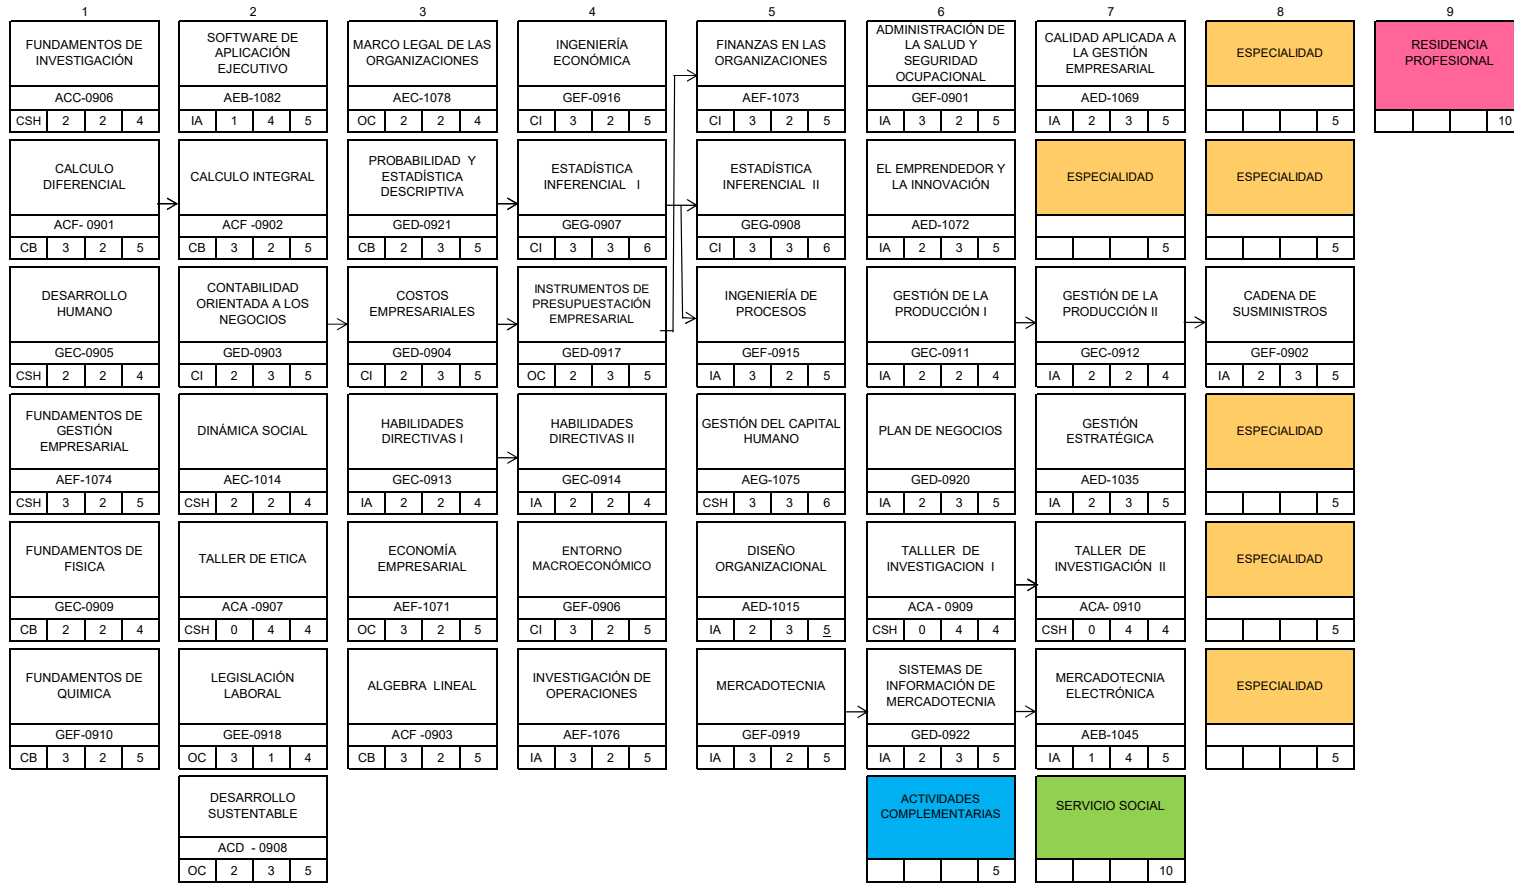 1 2 3 4 5 6 7 8 9
FUNDAMENTOS DE
INVESTIGACIÓN
ACC-0906
CSH 2 2 4
CALCULO
DIFERENCIAL
ACF- 0901
CB 3 2 5
DESARROLLO
HUMANO
GEC-0905
CSH 2 2 4
FUNDAMENTOS DE
GESTIÓN
EMPRESARIAL
AEF-1074
CSH 3 2 5
FUNDAMENTOS DE
FISICA
GEC-0909
CB 2 2 4
FUNDAMENTOS DE
QUIMICA
GEF-0910
CB 3 2 5
SOFTWARE DE
APLICACIÓN
EJECUTIVO
AEB-1082
IA 1 4 5
CALCULO INTEGRAL
ACF -0902
CB 3 2 5
CONTABILIDAD
ORIENTADA A LOS
NEGOCIOS
GED-0903
CI 2 3 5
DINÁMICA SOCIAL
AEC-1014
CSH 2 2 4
TALLER DE ETICA
ACA -0907
CSH 0 4 4
LEGISLACIÓN
LABORAL
GEE-0918
OC 3 1 4
DESARROLLO
SUSTENTABLE
ACD - 0908
OC 2 3 5
MARCO LEGAL DE LAS
ORGANIZACIONES
AEC-1078
OC 2 2 4
PROBABILIDAD Y
ESTADÍSTICA
DESCRIPTIVA
GED-0921
CB 2 3 5
COSTOS
EMPRESARIALES
GED-0904
CI 2 3 5
HABILIDADES
DIRECTIVAS I
GEC-0913
IA 2 2 4
ECONOMÍA
EMPRESARIAL
AEF-1071
OC 3 2 5
ALGEBRA LINEAL
ACF -0903
CB 3 2 5
INGENIERÍA
ECONÓMICA
GEF-0916
CI 3 2 5
ESTADÍSTICA
INFERENCIAL I
GEG-0907
CI 3 3 6
INSTRUMENTOS DE
PRESUPUESTACIÓN
EMPRESARIAL
GED-0917
OC 2 3 5
HABILIDADES
DIRECTIVAS II
GEC-0914
IA 2 2 4
ENTORNO
MACROECONÓMICO
GEF-0906
CI 3 2 5
INVESTIGACIÓN DE
OPERACIONES
AEF-1076
IA 3 2 5
FINANZAS EN LAS
ORGANIZACIONES
AEF-1073
CI 3 2 5
ESTADÍSTICA
INFERENCIAL II
GEG-0908
CI 3 3 6
INGENIERÍA DE
PROCESOS
GEF-0915
IA 3 2 5
GESTIÓN DEL CAPITAL
HUMANO
AEG-1075
CSH 3 3 6
DISEÑO
ORGANIZACIONAL
AED-1015
IA 2 3 5
MERCADOTECNIA
GEF-0919
IA 3 2 5
ADMINISTRACIÓN DE
LA SALUD Y
SEGURIDAD
OCUPACIONAL
GEF-0901
IA 3 2 5
EL EMPRENDEDOR Y
LA INNOVACIÓN
AED-1072
IA 2 3 5
GESTIÓN DE LA
PRODUCCIÓN I
GEC-0911
IA 2 2 4
PLAN DE NEGOCIOS
GED-0920
IA 2 3 5
TALLLER DE
INVESTIGACION I
ACA - 0909
CSH 0 4 4
SISTEMAS DE
INFORMACIÓN DE
MERCADOTECNIA
GED-0922
IA 2 3 5
ACTIVIDADES
COMPLEMENTARIAS
5
CALIDAD APLICADA A
LA GESTIÓN
EMPRESARIAL
AED-1069
IA 2 3 5
ESPECIALIDAD
5
GESTIÓN DE LA
PRODUCCIÓN II
GEC-0912
IA 2 2 4
GESTIÓN
ESTRATÉGICA
AED-1035
IA 2 3 5
TALLER DE
INVESTIGACIÓN II
ACA- 0910
CSH 0 4 4
MERCADOTECNIA
ELECTRÓNICA
AEB-1045
IA 1 4 5
SERVICIO SOCIAL
10
ESPECIALIDAD
5
ESPECIALIDAD
5
CADENA DE
SUSMINISTROS
GEF-0902
IA 2 3 5
ESPECIALIDAD
5
ESPECIALIDAD
5
ESPECIALIDAD
5
RESIDENCIA
PROFESIONAL
10